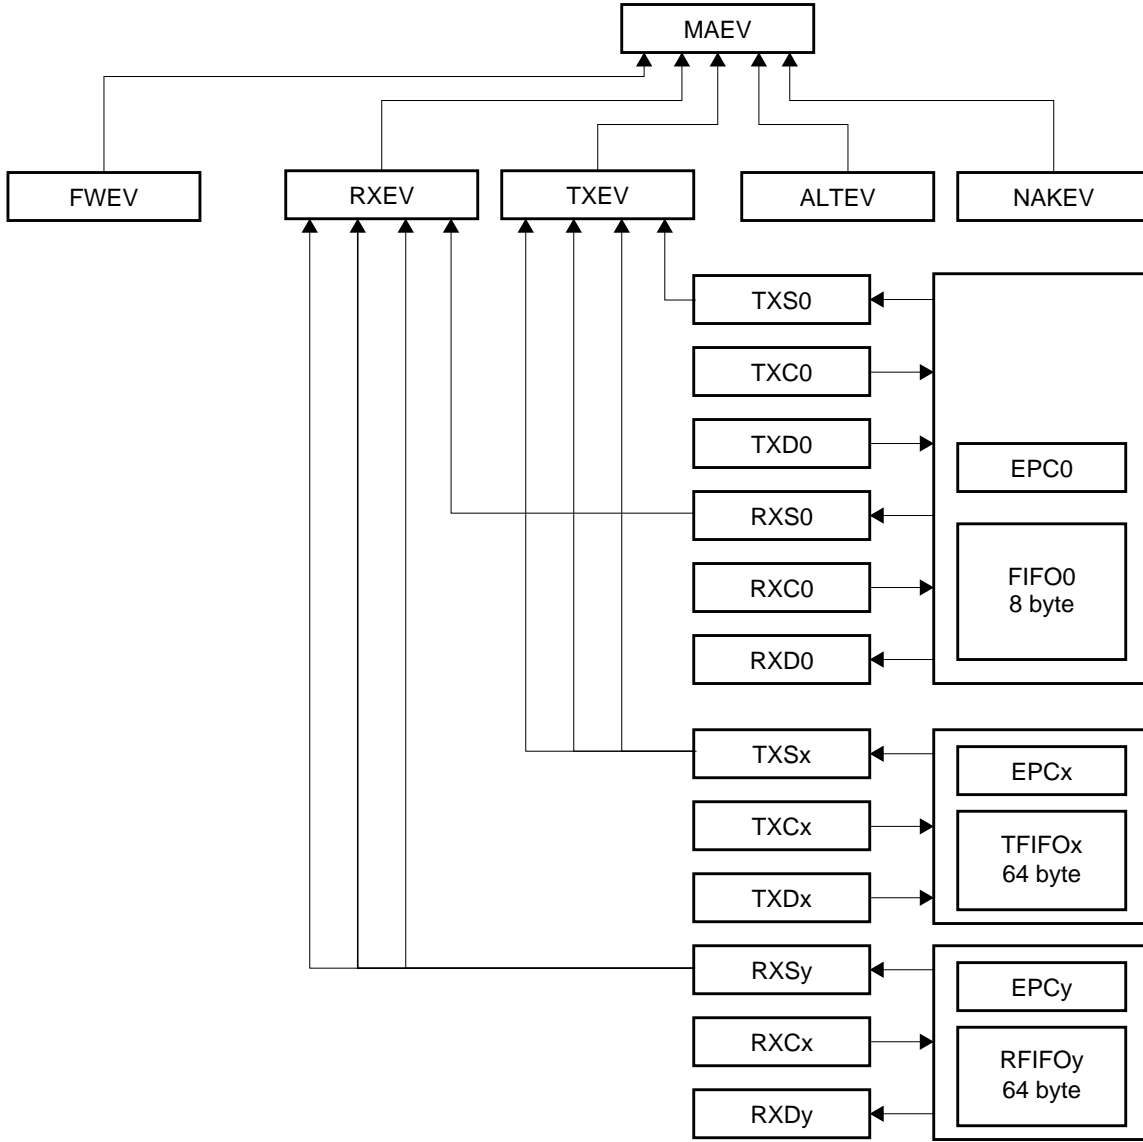 MAEV
FWEV
RXEV
TXEV
ALTEV
NAKEV
TXS0
TXC0
TXD0
EPC0
RXS0
FIFO0
8 byte
RXC0
RXD0
TXSx
EPCx
TXCx
TFIFOx
64 byte
TXDx
RXSy
EPCy
RXCx
RFIFOy
64 byte
RXDy